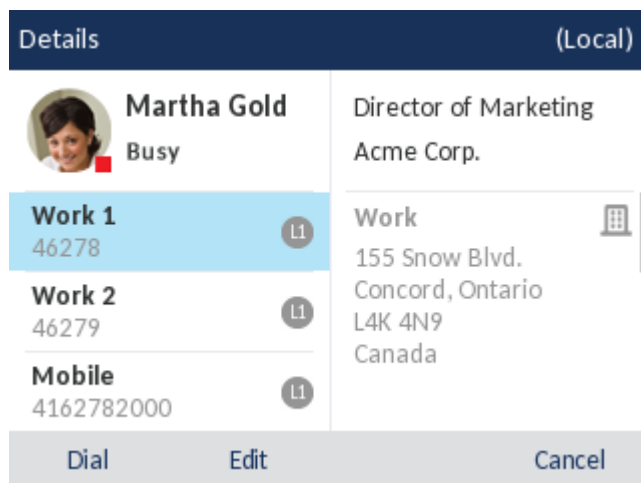 Details (Local)
Martha Gold
Busy
Director of Marketing
Acme Corp.
Work 1
46278
L1
Work 2
46279
L1
Mobile
4162782000
L1
Work
155 Snow Blvd.
Concord, Ontario
L4K 4N9
Canada
Dial Edit Cancel